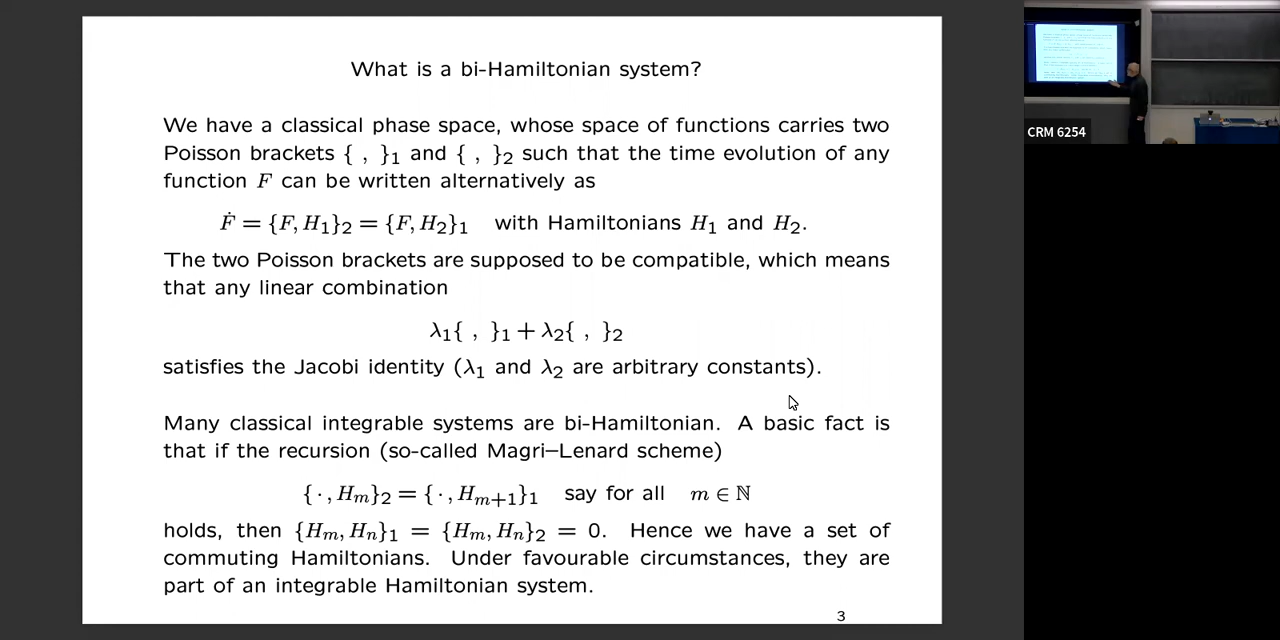 What is a bi-Hamiltonian system?
We have a classical phase space, whose space of functions carries two
Poisson brackets { , }₁ and { , }₂ such that the time evolution of any
function F can be written alternatively as
Ḟ = {F, H₁}₂ = {F, H₂}₁ with Hamiltonians H₁ and H₂.
The two Poisson brackets are supposed to be compatible, which means
that any linear combination
λ₁{ , }₁ + λ₂{ , }₂
satisfies the Jacobi identity (λ₁ and λ₂ are arbitrary constants).
Many classical integrable systems are bi-Hamiltonian. A basic fact is
that if the recursion (so-called Magri–Lenard scheme)
{ · , Hₘ}₂ = { · , Hₘ₊₁}₁ say for all m ∈ ℕ
holds, then {Hₘ, Hₙ}₁ = {Hₘ, Hₙ}₂ = 0. Hence we have a set of
commuting Hamiltonians. Under favourable circumstances, they are
part of an integrable Hamiltonian system.
3
CRM 6254